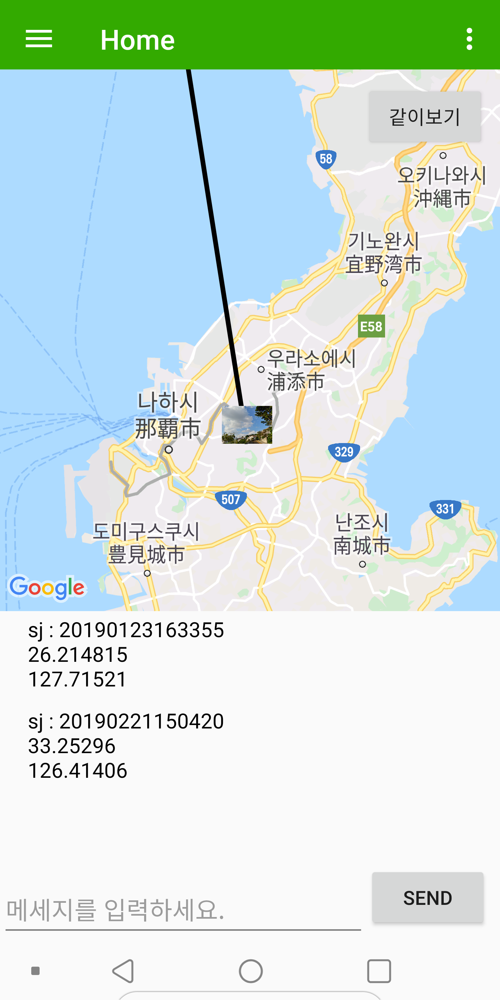 Home
같이보기
58
오키나와시
沖縄市
기노완시
宜野湾市
E58
우라소에시
浦添市
나하시
那覇市
329
507
331
난조시
南城市
도미구스쿠시
豊見城市
Google
sj : 20190123163355
26.214815
127.71521
sj : 20190221150420
33.25296
126.41406
메세지를 입력하세요.
SEND